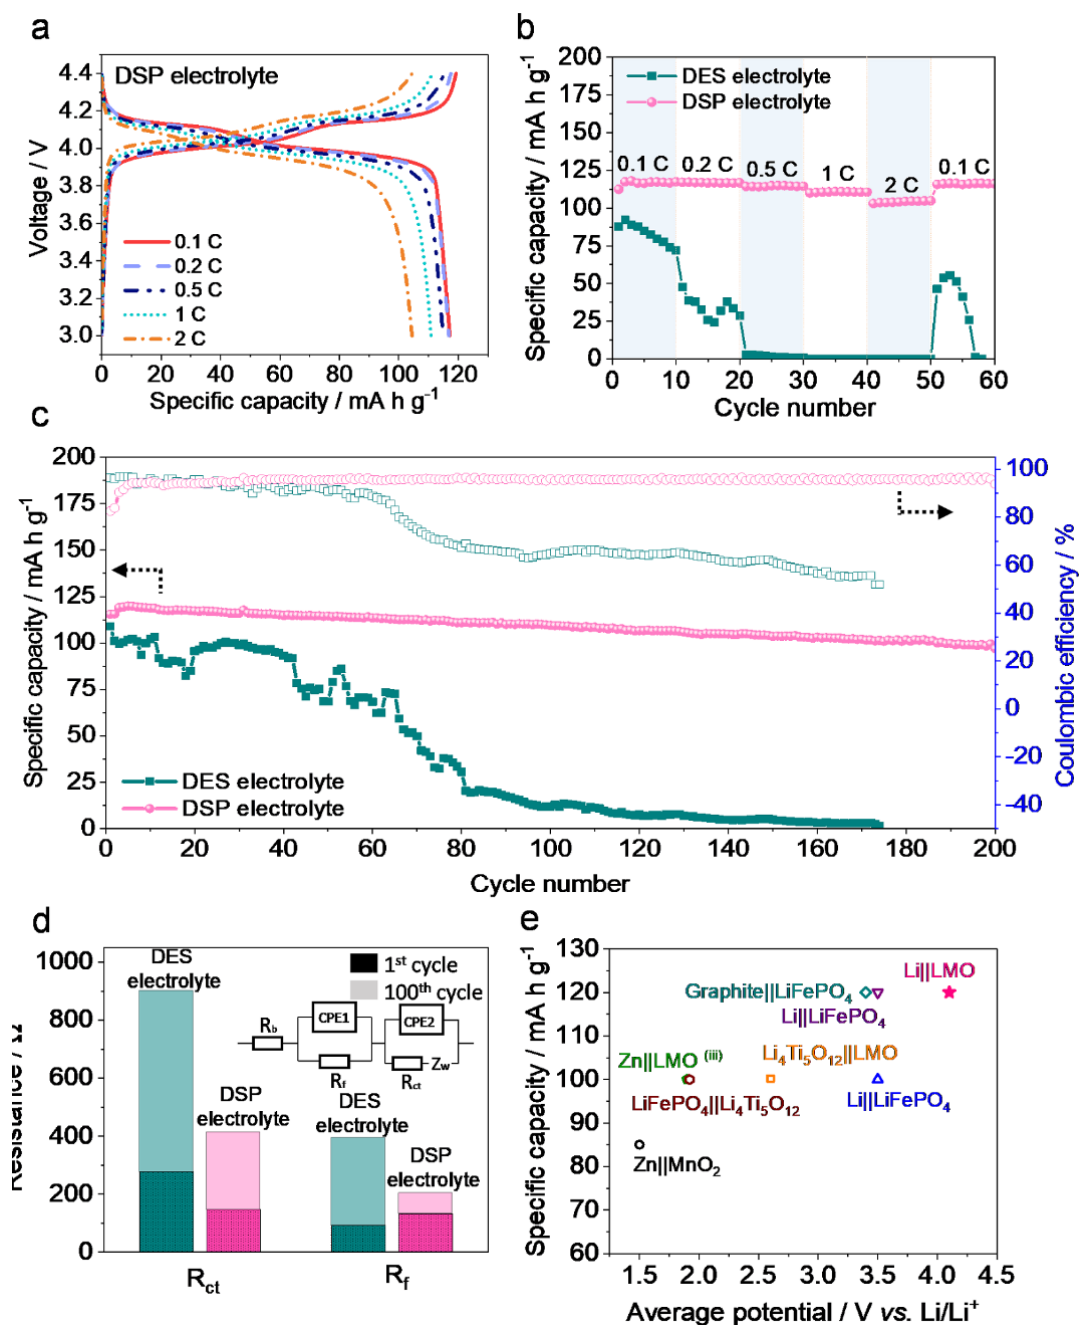 a
DSP electrolyte
4.4
4.2
4.0
3.8
3.6
3.4
3.2
3.0
Voltage / V
0.1 C
0.2 C
0.5 C
1 C
2 C
0 20 40 60 80 100 120
Specific capacity / mA h g⁻¹
b
200
175
150
125
100
75
50
25
0
Specific capacity / mA h g⁻¹
DES electrolyte
DSP electrolyte
0.1 C 0.2 C 0.5 C 1 C 2 C 0.1 C
0 10 20 30 40 50 60
Cycle number
c
200
175
150
125
100
75
50
25
0
Specific capacity / mA h g⁻¹
100
80
60
40
20
0
-20
-40
Coulombic efficiency / %
DES electrolyte
DSP electrolyte
0 20 40 60 80 100 120 140 160 180 200
Cycle number
d
1000
800
600
400
200
0
Resistance / Ω
DES
electrolyte
DSP
electrolyte
DES
electrolyte
DSP
electrolyte
1st cycle
100th cycle
Rb
CPE1
Rf
CPE2
Rct
Zw
Rct
Rf
e
130
120
110
100
90
80
70
60
Specific capacity / mA h g⁻¹
Li||LMO
Graphite||LiFePO₄
Li||LiFePO₄
Zn||LMO (iii)
Li₄Ti₅O₁₂||LMO
LiFePO₄||Li₄Ti₅O₁₂
Li||LiFePO₄
Zn||MnO₂
1.5 2.0 2.5 3.0 3.5 4.0 4.5
Average potential / V vs. Li/Li⁺